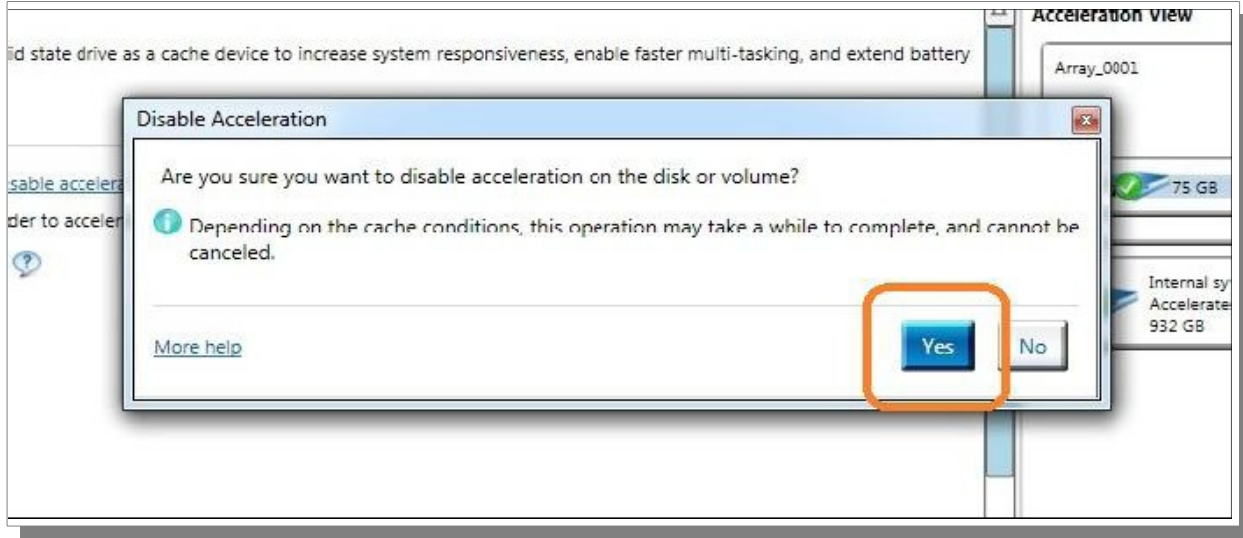 Acceleration View
id state drive as a cache device to increase system responsiveness, enable faster multi-tasking, and extend battery
Array_0001
Disable Acceleration
Are you sure you want to disable acceleration on the disk or volume?
sable accelera
75 GB
der to acceler
Depending on the cache conditions, this operation may take a while to complete, and cannot be
canceled.
Internal sy
Accelerate
932 GB
More help
Yes
No